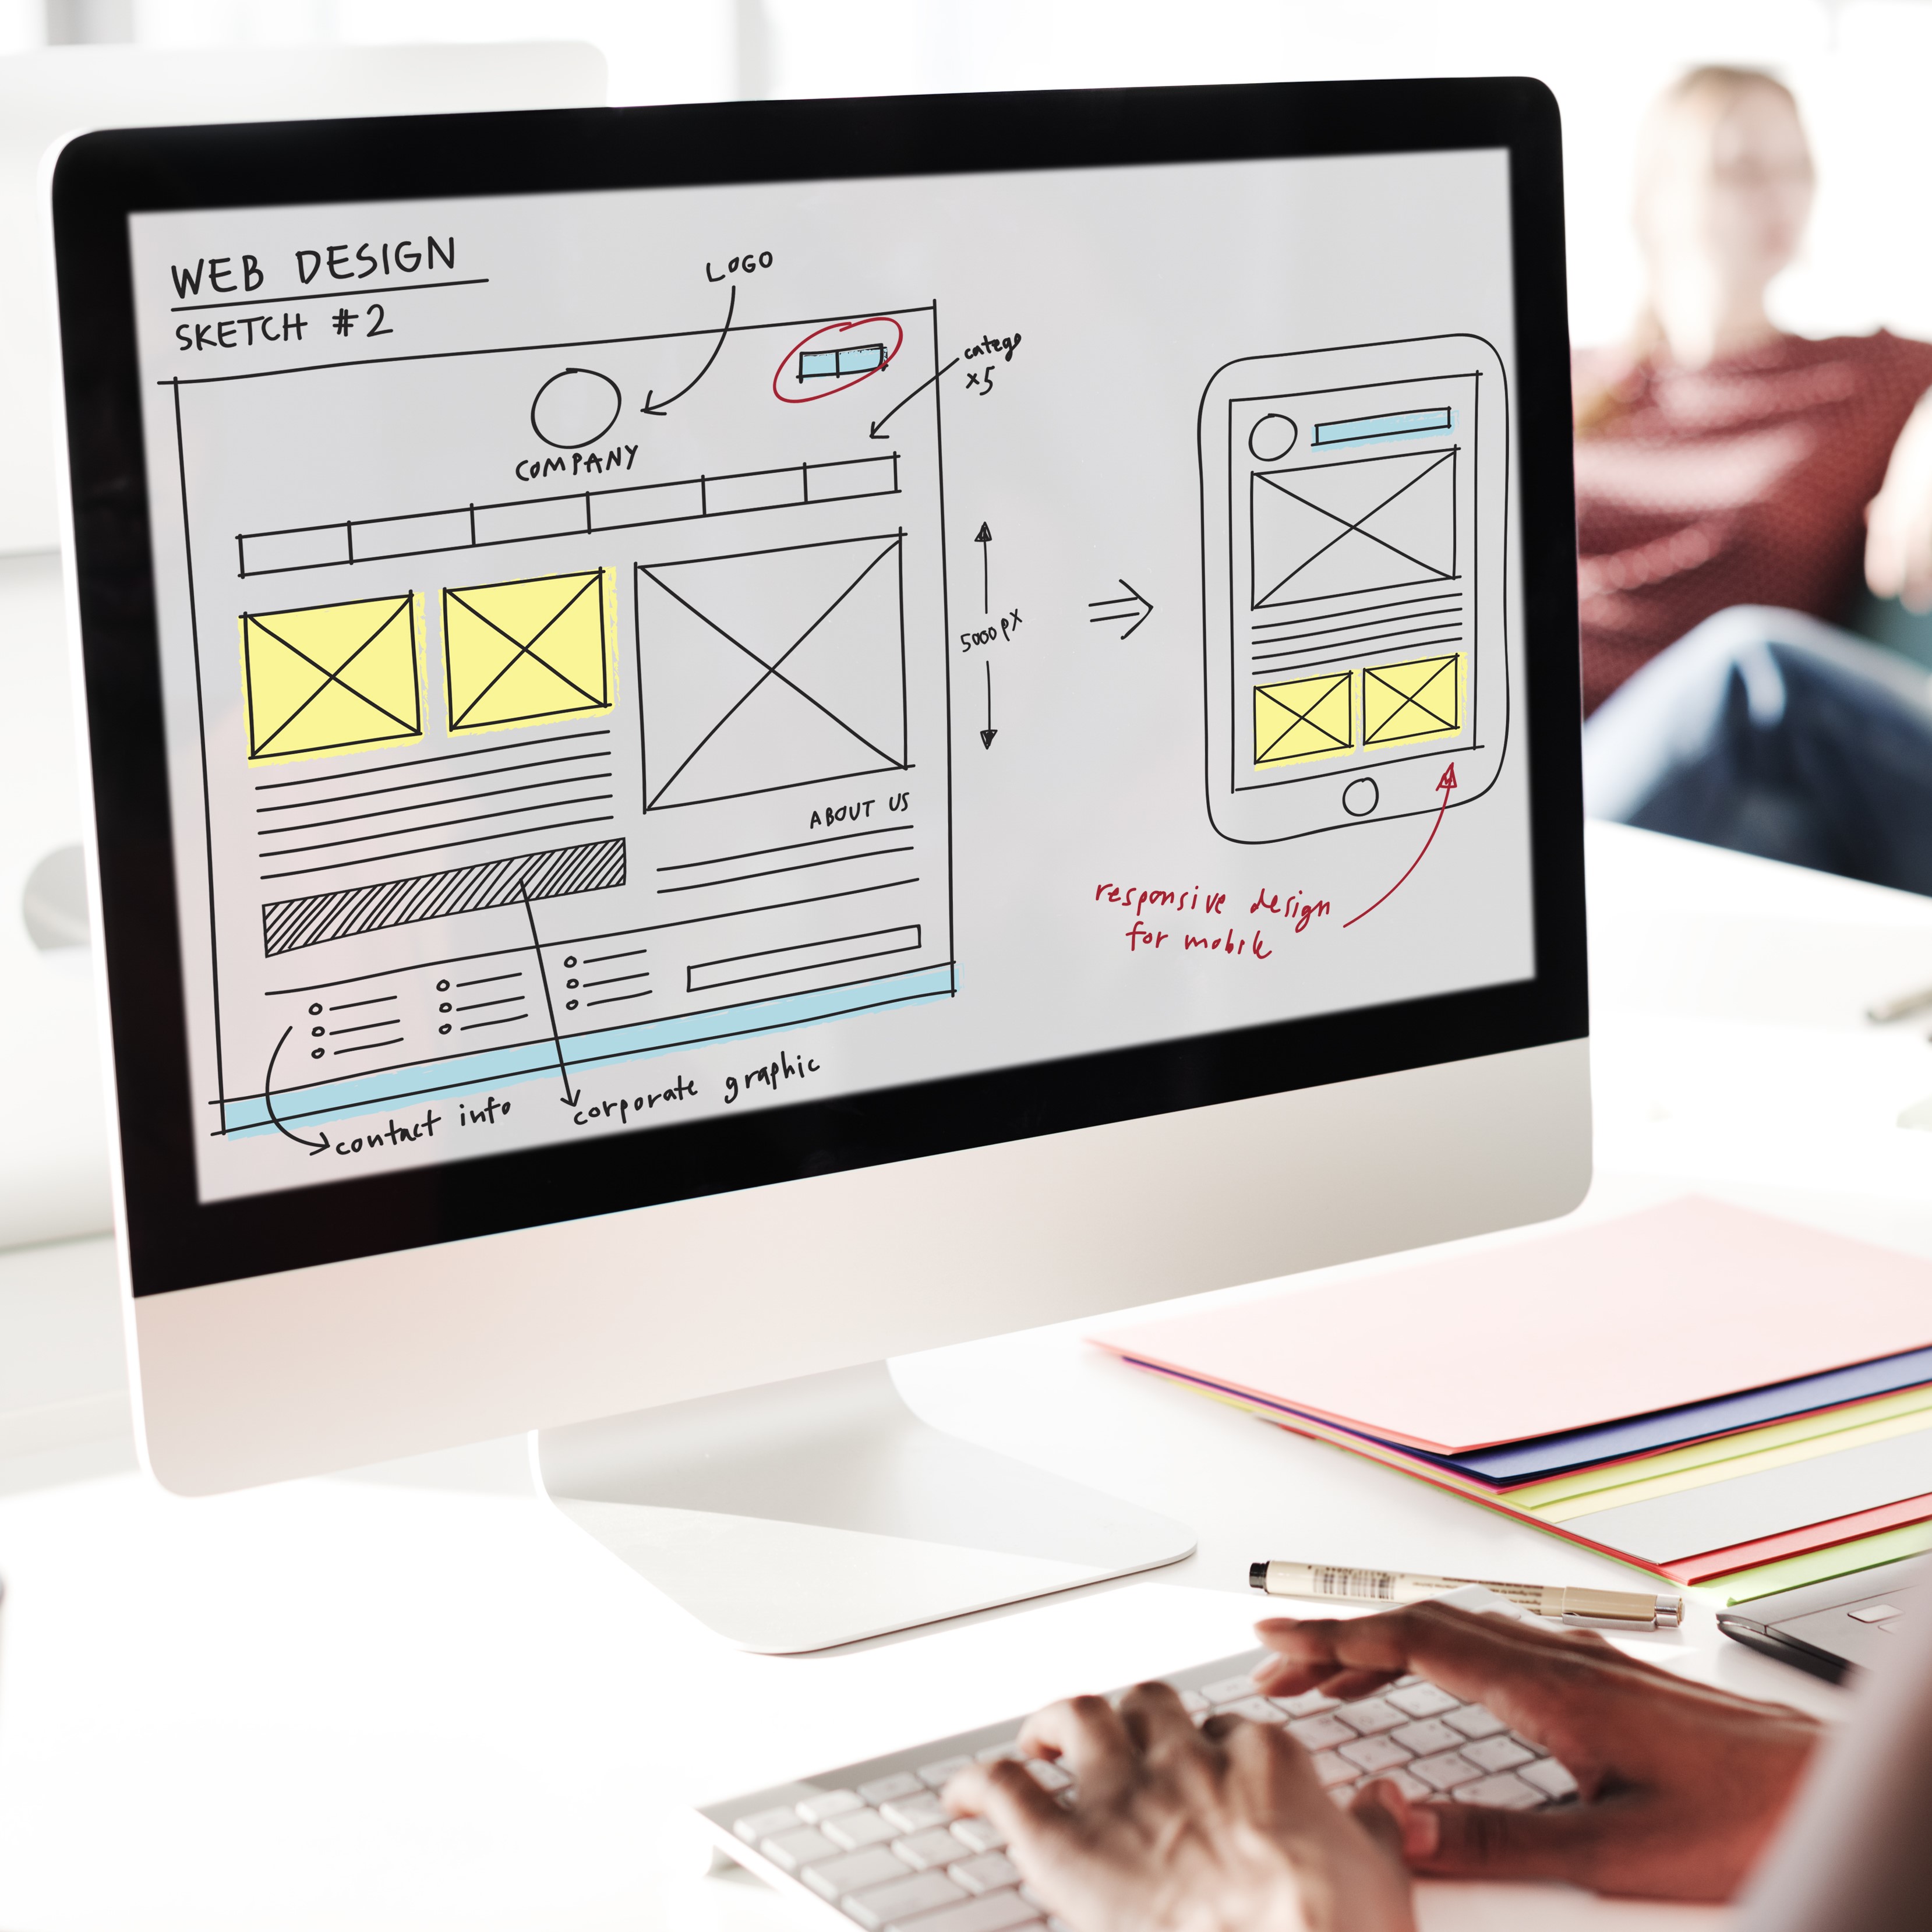 WEB DESIGN
SKETCH #2
LOGO
catego
x5
COMPANY
5000 px
ABOUT US
contact info
corporate graphic
responsive design
for mobile